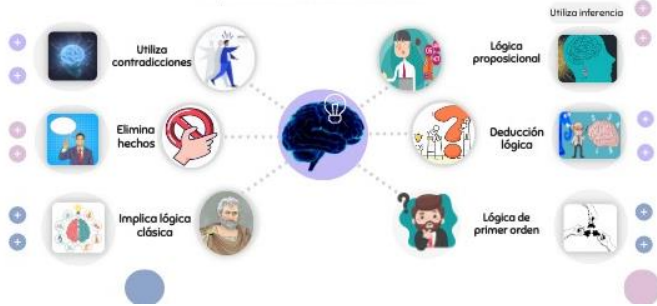 Utiliza inferencia
Utiliza
contradicciones
Lógica
proposicional
Elimina
hechos
Deducción
lógica
Implica lógica
clásica
Lógica de
primer orden